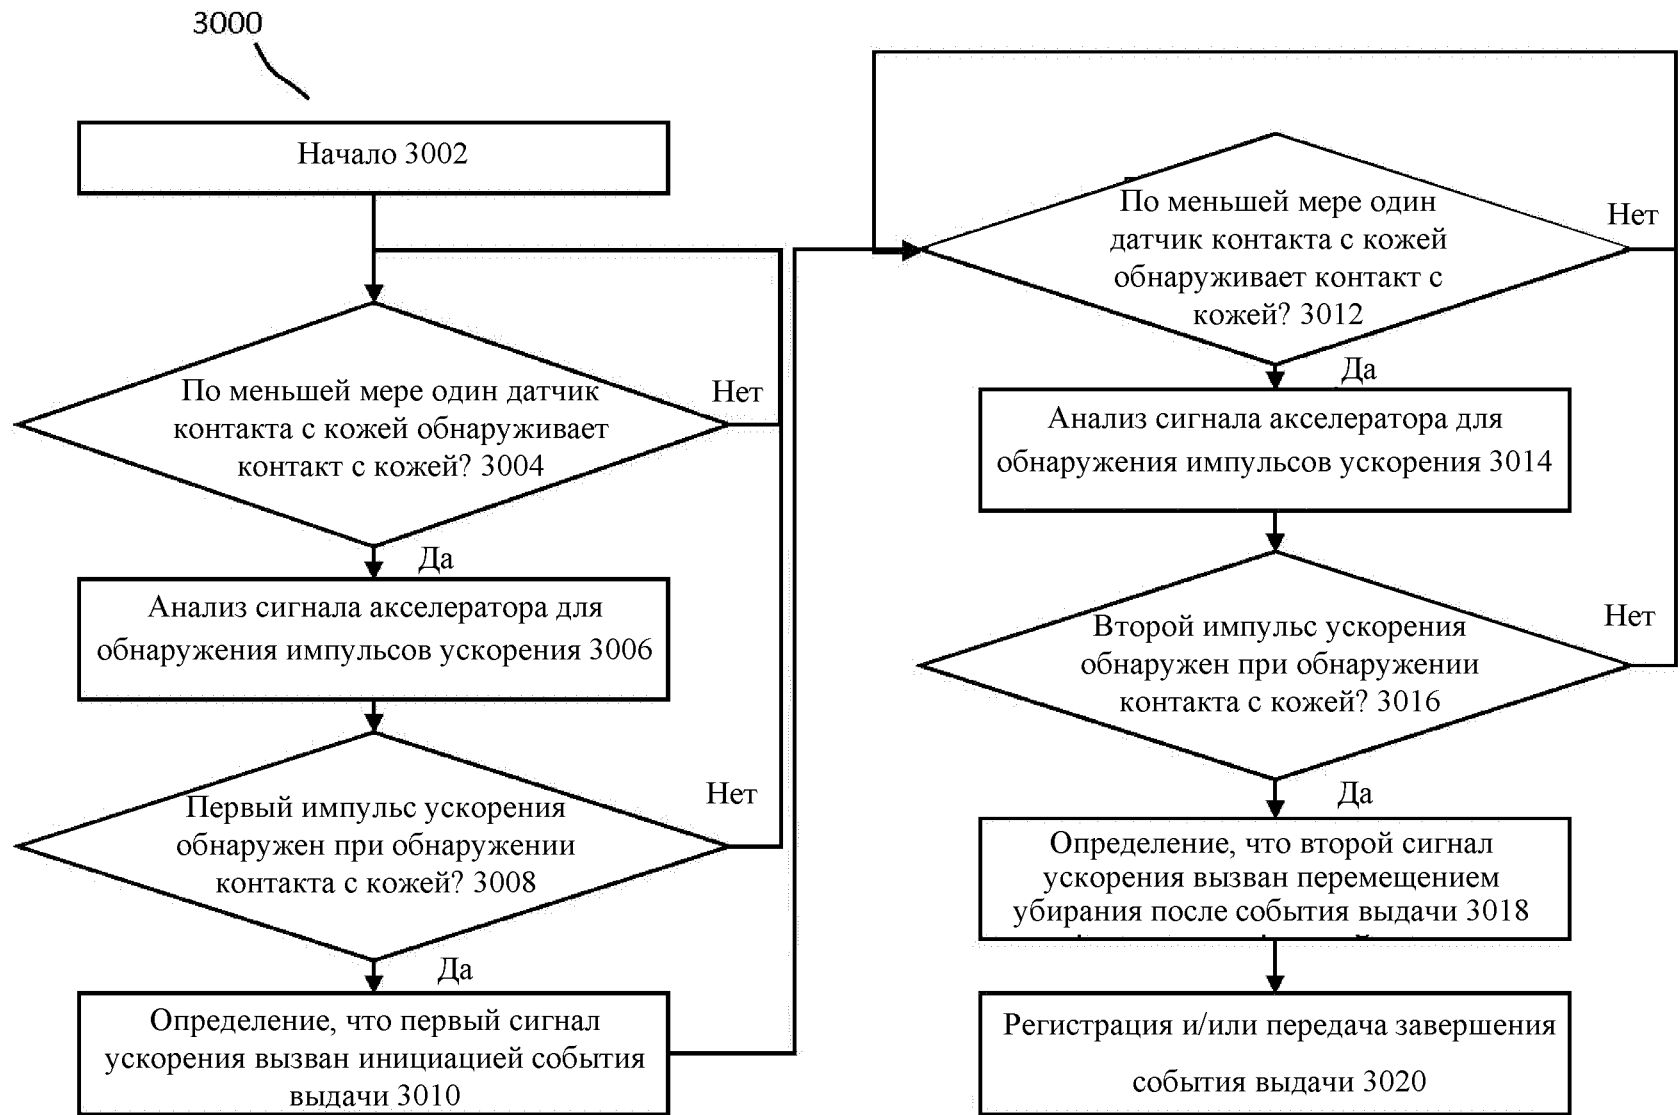 3000
Начало 3002
По меньшей мере один датчик
контакта с кожей обнаруживает
контакт с кожей? 3004
Нет
Да
Анализ сигнала акселератора для
обнаружения импульсов ускорения 3006
Первый импульс ускорения
обнаружен при обнаружении
контакта с кожей? 3008
Нет
Да
Определение, что первый сигнал
ускорения вызван инициацией события
выдачи 3010
По меньшей мере один
датчик контакта с кожей
обнаруживает контакт с
кожей? 3012
Нет
Да
Анализ сигнала акселератора для
обнаружения импульсов ускорения 3014
Второй импульс ускорения
обнаружен при обнаружении
контакта с кожей? 3016
Нет
Да
Определение, что второй сигнал
ускорения вызван перемещением
убирания после события выдачи 3018
Регистрация и/или передача завершения
события выдачи 3020